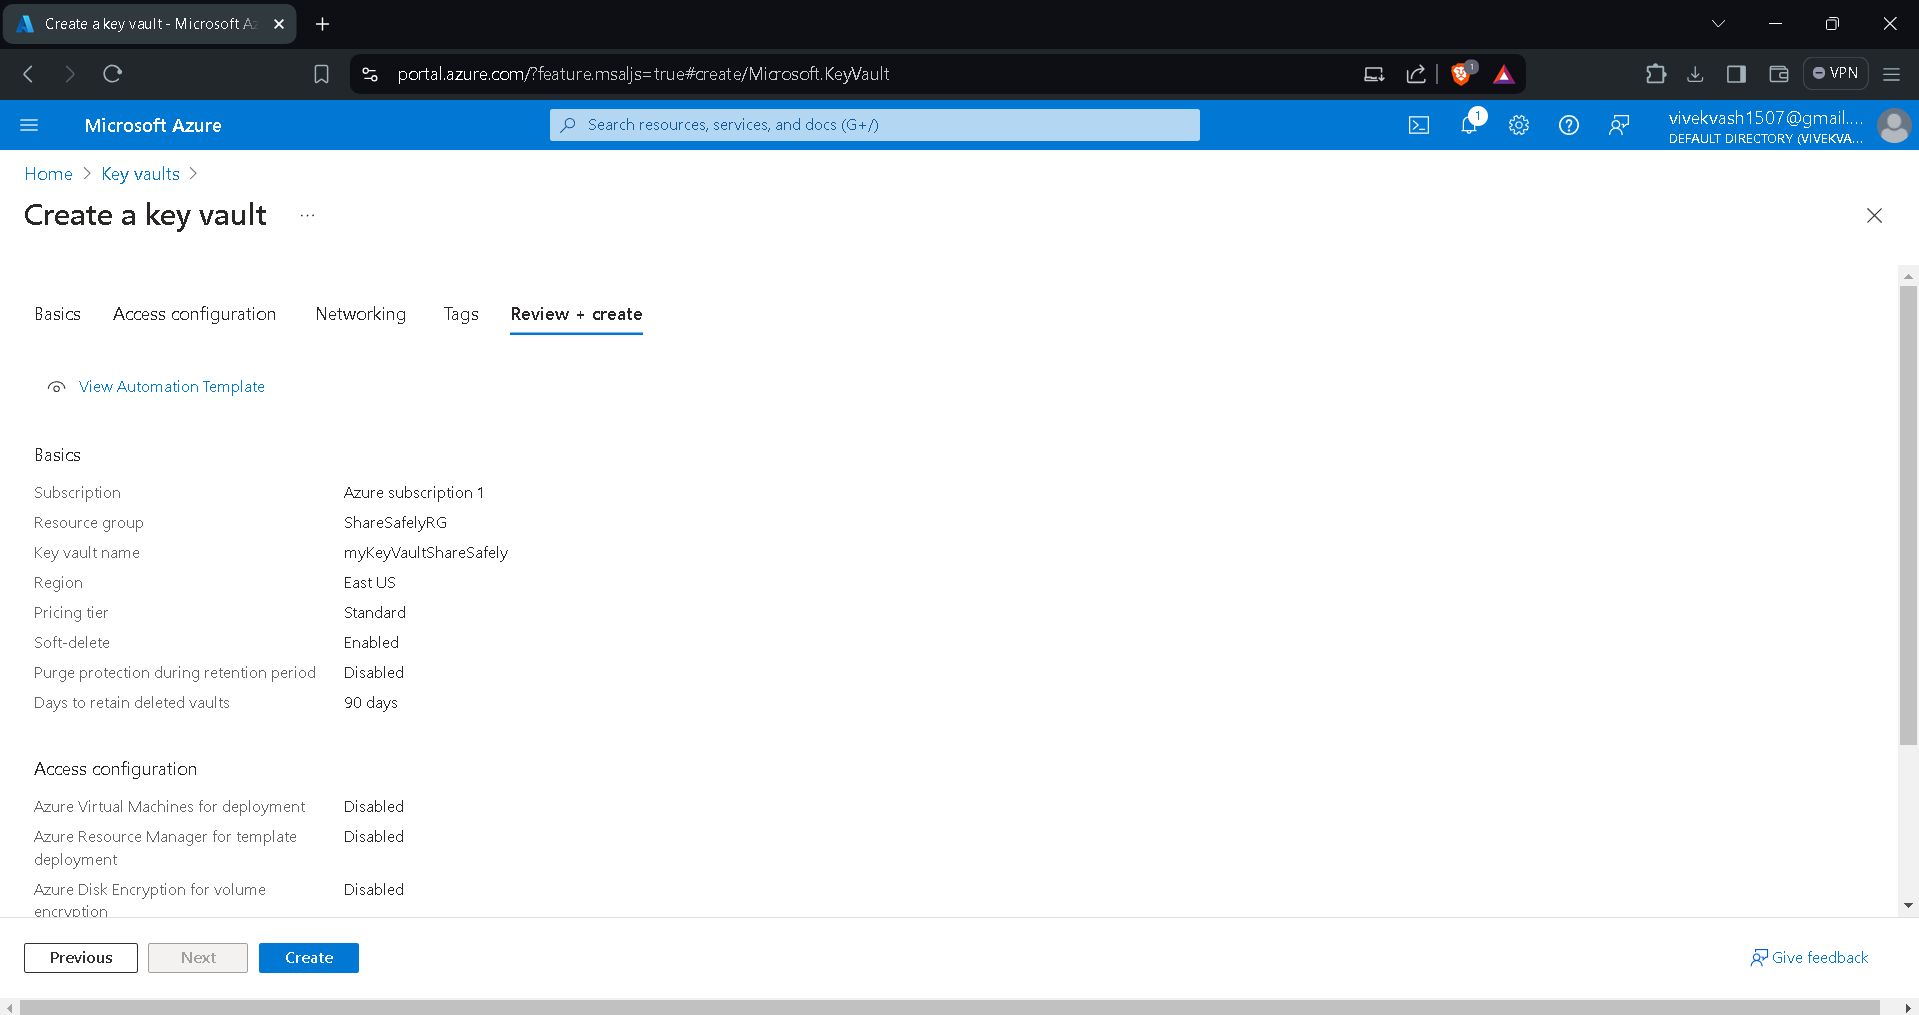 Create a key vault - Microsoft Az
portal.azure.com/?feature.msaljs=true#create/Microsoft.KeyVault
1
VPN
Microsoft Azure
Search resources, services, and docs (G+/)
1
vivekvash1507@gmail....
DEFAULT DIRECTORY (VIVEKVA...
Home > Key vaults >
Create a key vault ...
Basics Access configuration Networking Tags Review + create
View Automation Template
Basics
Subscription Azure subscription 1
Resource group ShareSafelyRG
Key vault name myKeyVaultShareSafely
Region East US
Pricing tier Standard
Soft-delete Enabled
Purge protection during retention period Disabled
Days to retain deleted vaults 90 days
Access configuration
Azure Virtual Machines for deployment Disabled
Azure Resource Manager for template Disabled
deployment
Azure Disk Encryption for volume Disabled
encryption
Previous Next Create Give feedback